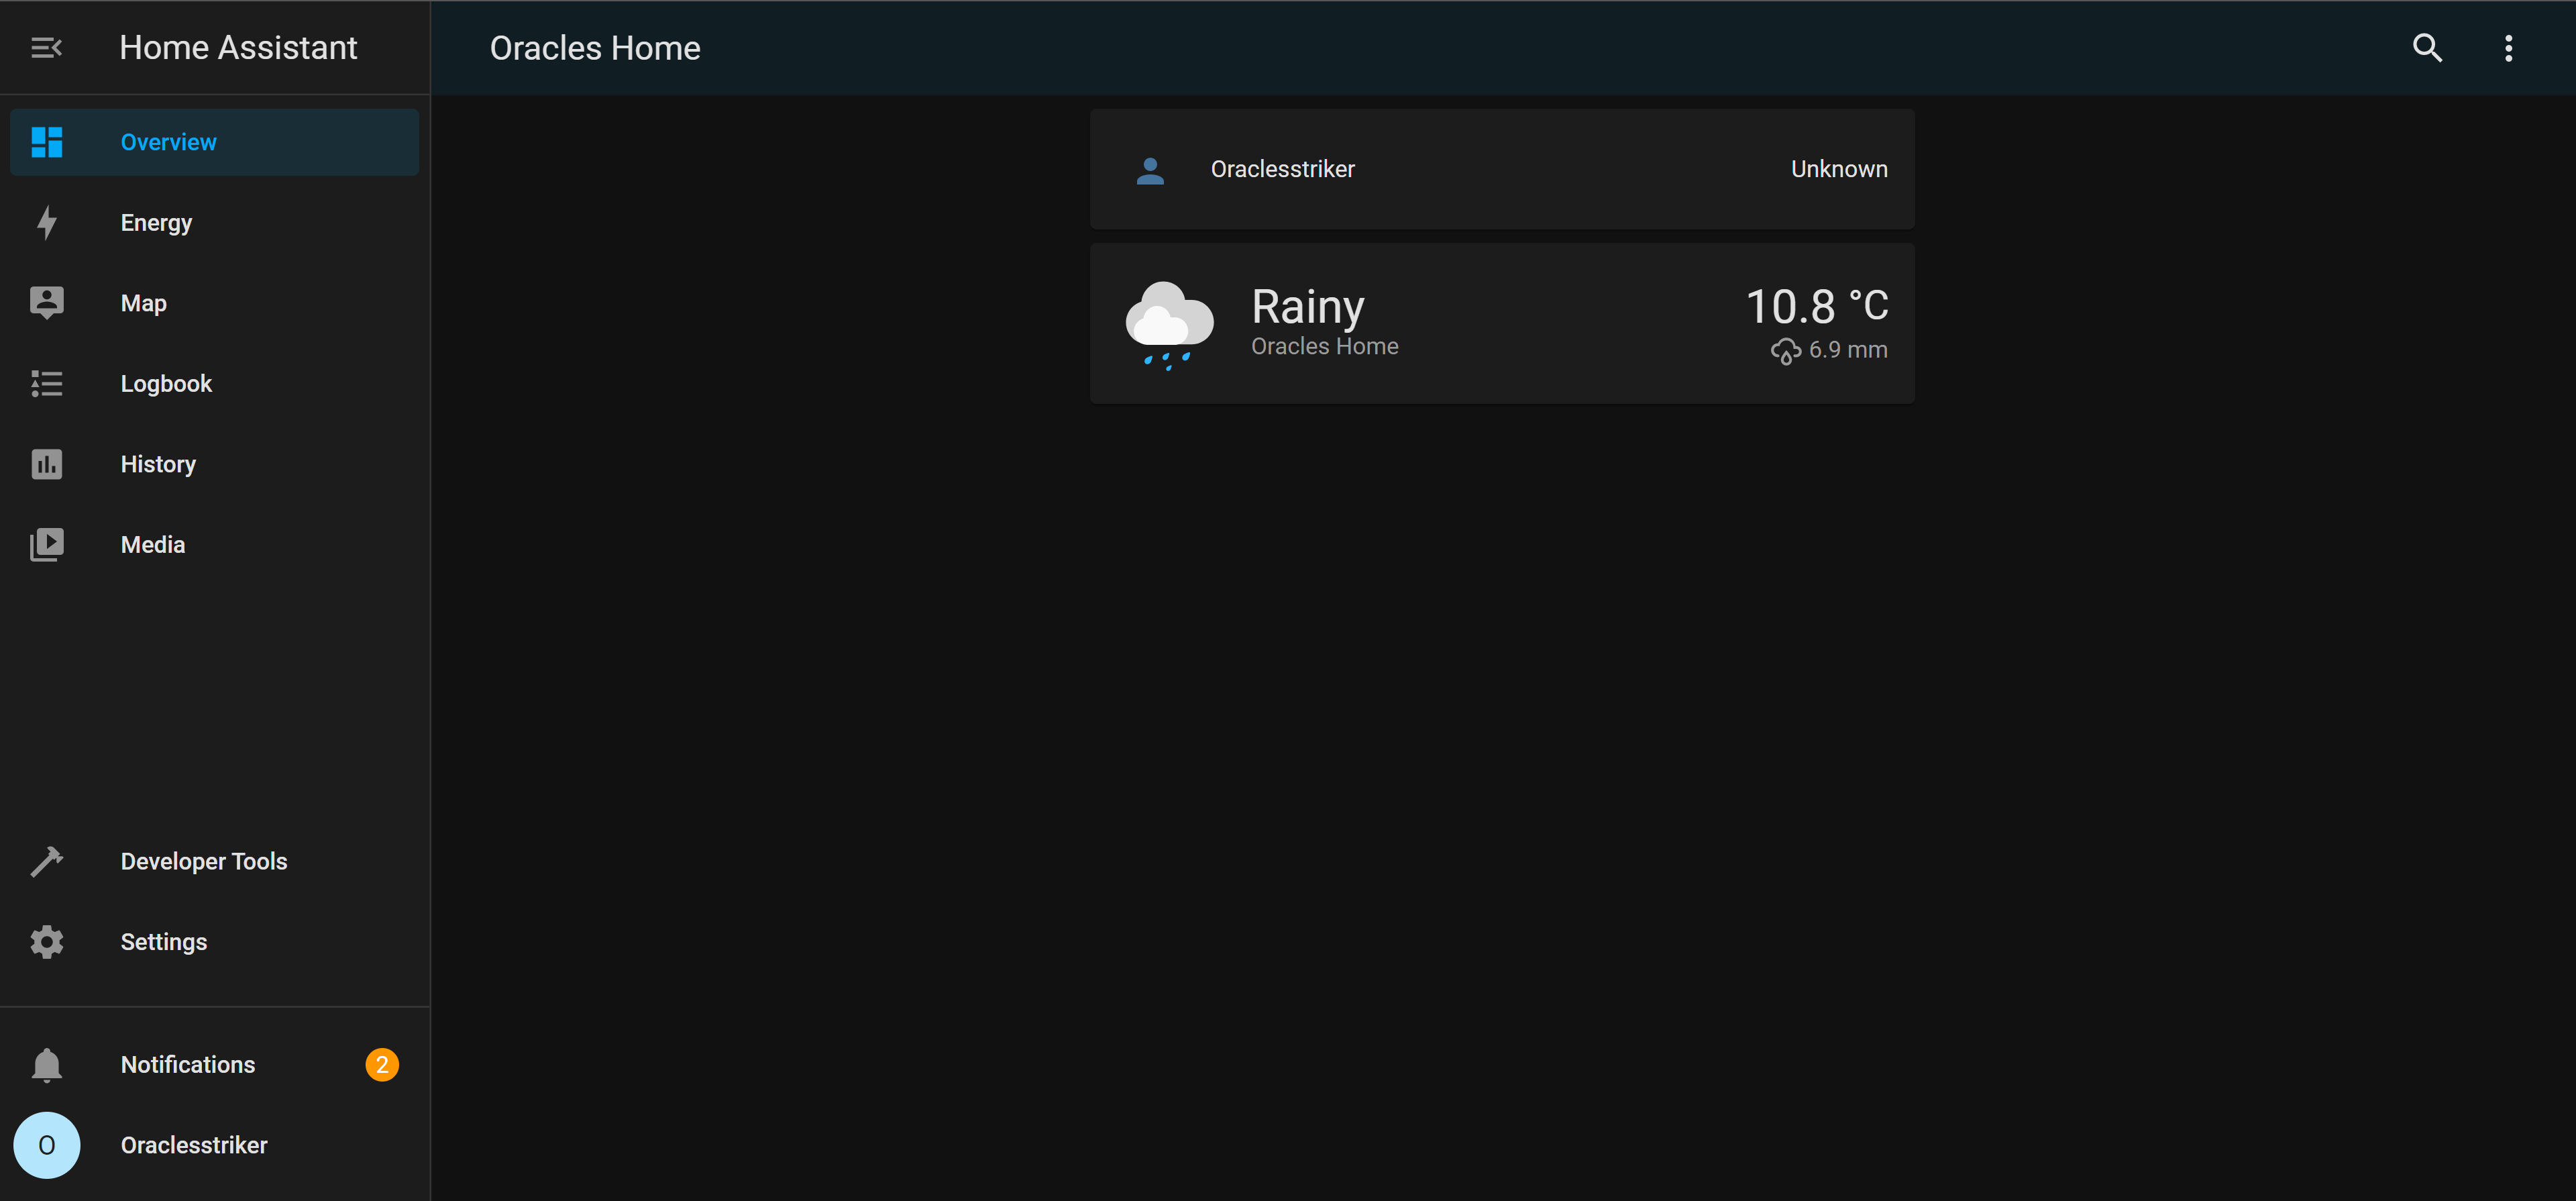 Home Assistant
Overview
Energy
Map
Logbook
History
Media
Developer Tools
Settings
Notifications 2
O Oraclesstriker
Oracles Home
Oraclesstriker Unknown
Rainy 10.8 °C
Oracles Home 6.9 mm